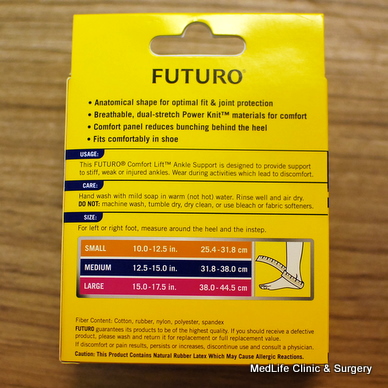 FUTURO®
• Anatomical shape for optimal fit & joint protection
• Breathable, dual-stretch Power Knit™ materials for comfort
• Comfort panel reduces bunching behind the heel
• Fits comfortably in shoe
USAGE:
This FUTURO® Comfort Lift™ Ankle Support is designed to provide support
to stiff, weak or injured ankles. Wear during activities which lead to discomfort.
CARE:
Hand wash with mild soap in warm (not hot) water. Rinse well and air dry.
DO NOT: machine wash, tumble dry, dry clean, or use bleach or fabric softeners.
SIZE:
For left or right foot, measure around the heel and the instep.
SMALL 10.0-12.5 in. 25.4-31.8 cm
MEDIUM 12.5-15.0 in. 31.8-38.0 cm
LARGE 15.0-17.5 in. 38.0-44.5 cm
Fiber Content: Cotton, rubber, nylon, polyester, spandex
FUTURO guarantees its products to be of the highest quality. If you should receive a defective
product, please wash and return it for replacement or full replacement value.
If discomfort or pain results, persists or increases, discontinue use and consult a physician.
Caution: This Product Contains Natural Rubber Latex Which May Cause Allergic Reactions.
MedLife Clinic & Surgery